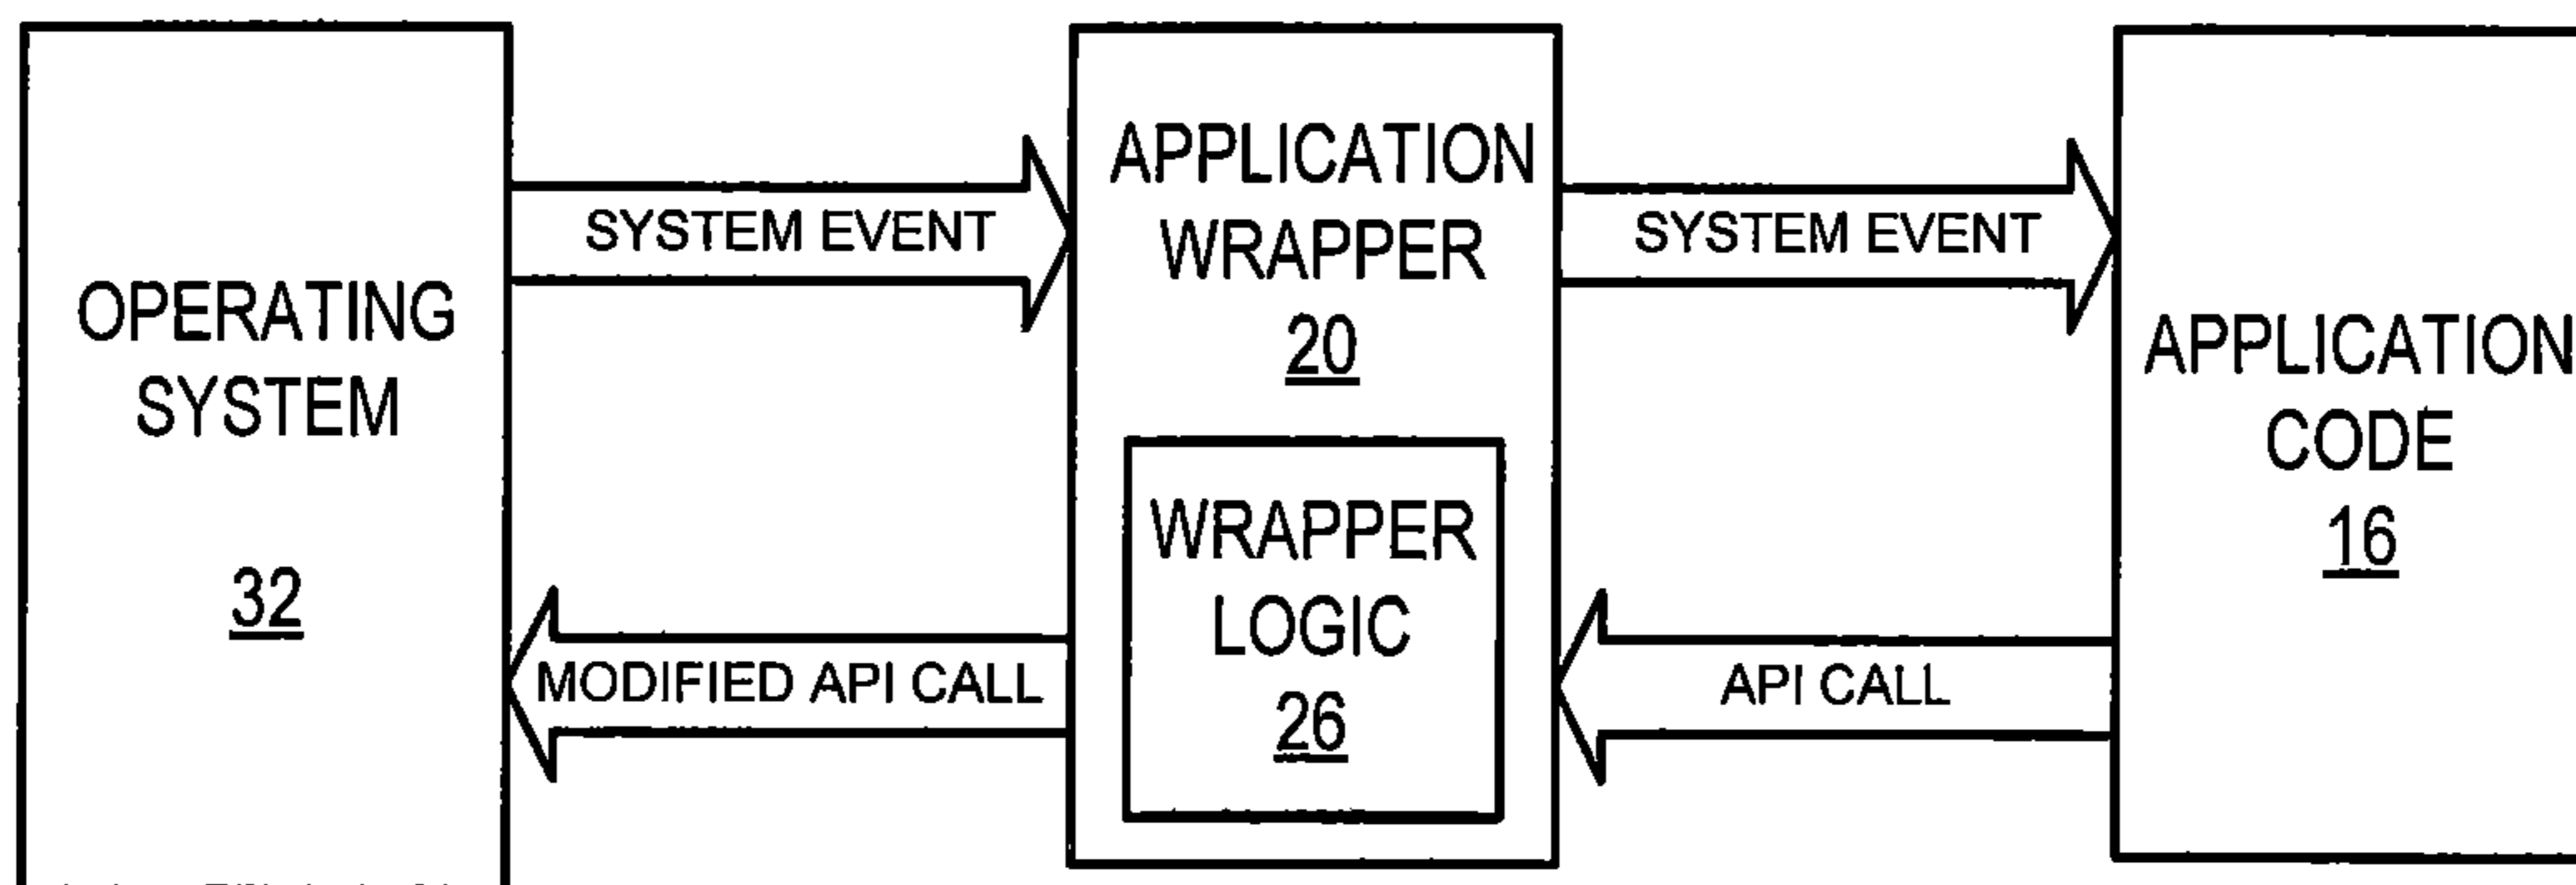 OPERATING
SYSTEM
32
SYSTEM EVENT
MODIFIED API CALL
APPLICATION
WRAPPER
20
WRAPPER
LOGIC
26
SYSTEM EVENT
API CALL
APPLICATION
CODE
16